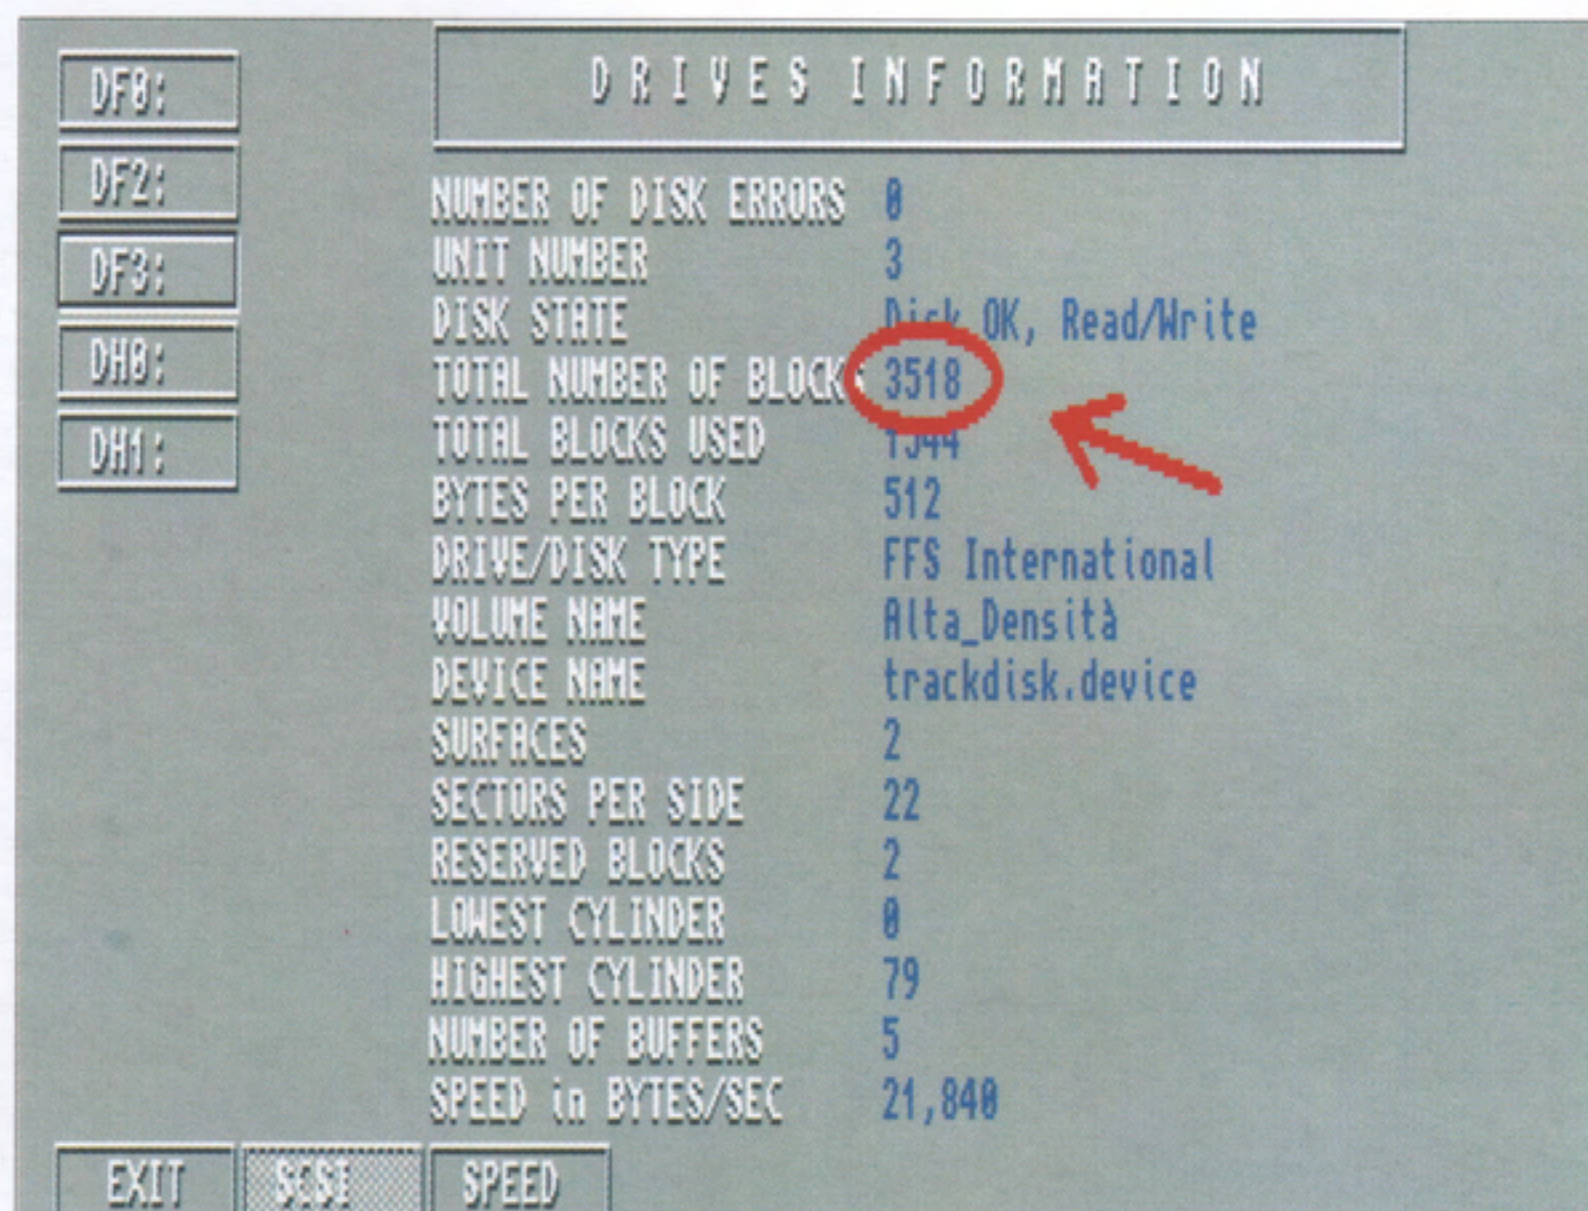 DF0:
DF2:
DF3:
DH0:
DH1:
DRIVES INFORMATION
NUMBER OF DISK ERRORS 0
UNIT NUMBER 3
DISK STATE Disk OK, Read/Write
TOTAL NUMBER OF BLOCKS 3518
TOTAL BLOCKS USED 1544
BYTES PER BLOCK 512
DRIVE/DISK TYPE FFS International
VOLUME NAME Alta_Densità
DEVICE NAME trackdisk.device
SURFACES 2
SECTORS PER SIDE 22
RESERVED BLOCKS 2
LOWEST CYLINDER 0
HIGHEST CYLINDER 79
NUMBER OF BUFFERS 5
SPEED in BYTES/SEC 21,840
EXIT SCSI SPEED